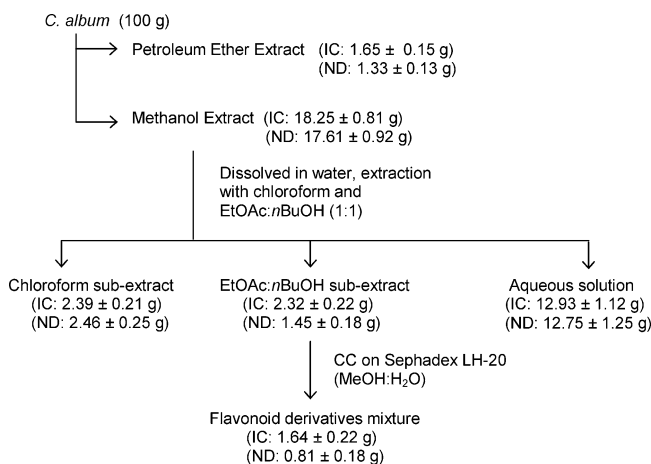 C. album (100 g)
Petroleum Ether Extract (IC: 1.65 ± 0.15 g)
(ND: 1.33 ± 0.13 g)
Methanol Extract (IC: 18.25 ± 0.81 g)
(ND: 17.61 ± 0.92 g)
Dissolved in water, extraction
with chloroform and
EtOAc:nBuOH (1:1)
Chloroform sub-extract
(IC: 2.39 ± 0.21 g)
(ND: 2.46 ± 0.25 g)
EtOAc:nBuOH sub-extract
(IC: 2.32 ± 0.22 g)
(ND: 1.45 ± 0.18 g)
Aqueous solution
(IC: 12.93 ± 1.12 g)
(ND: 12.75 ± 1.25 g)
CC on Sephadex LH-20
(MeOH:H₂O)
Flavonoid derivatives mixture
(IC: 1.64 ± 0.22 g)
(ND: 0.81 ± 0.18 g)